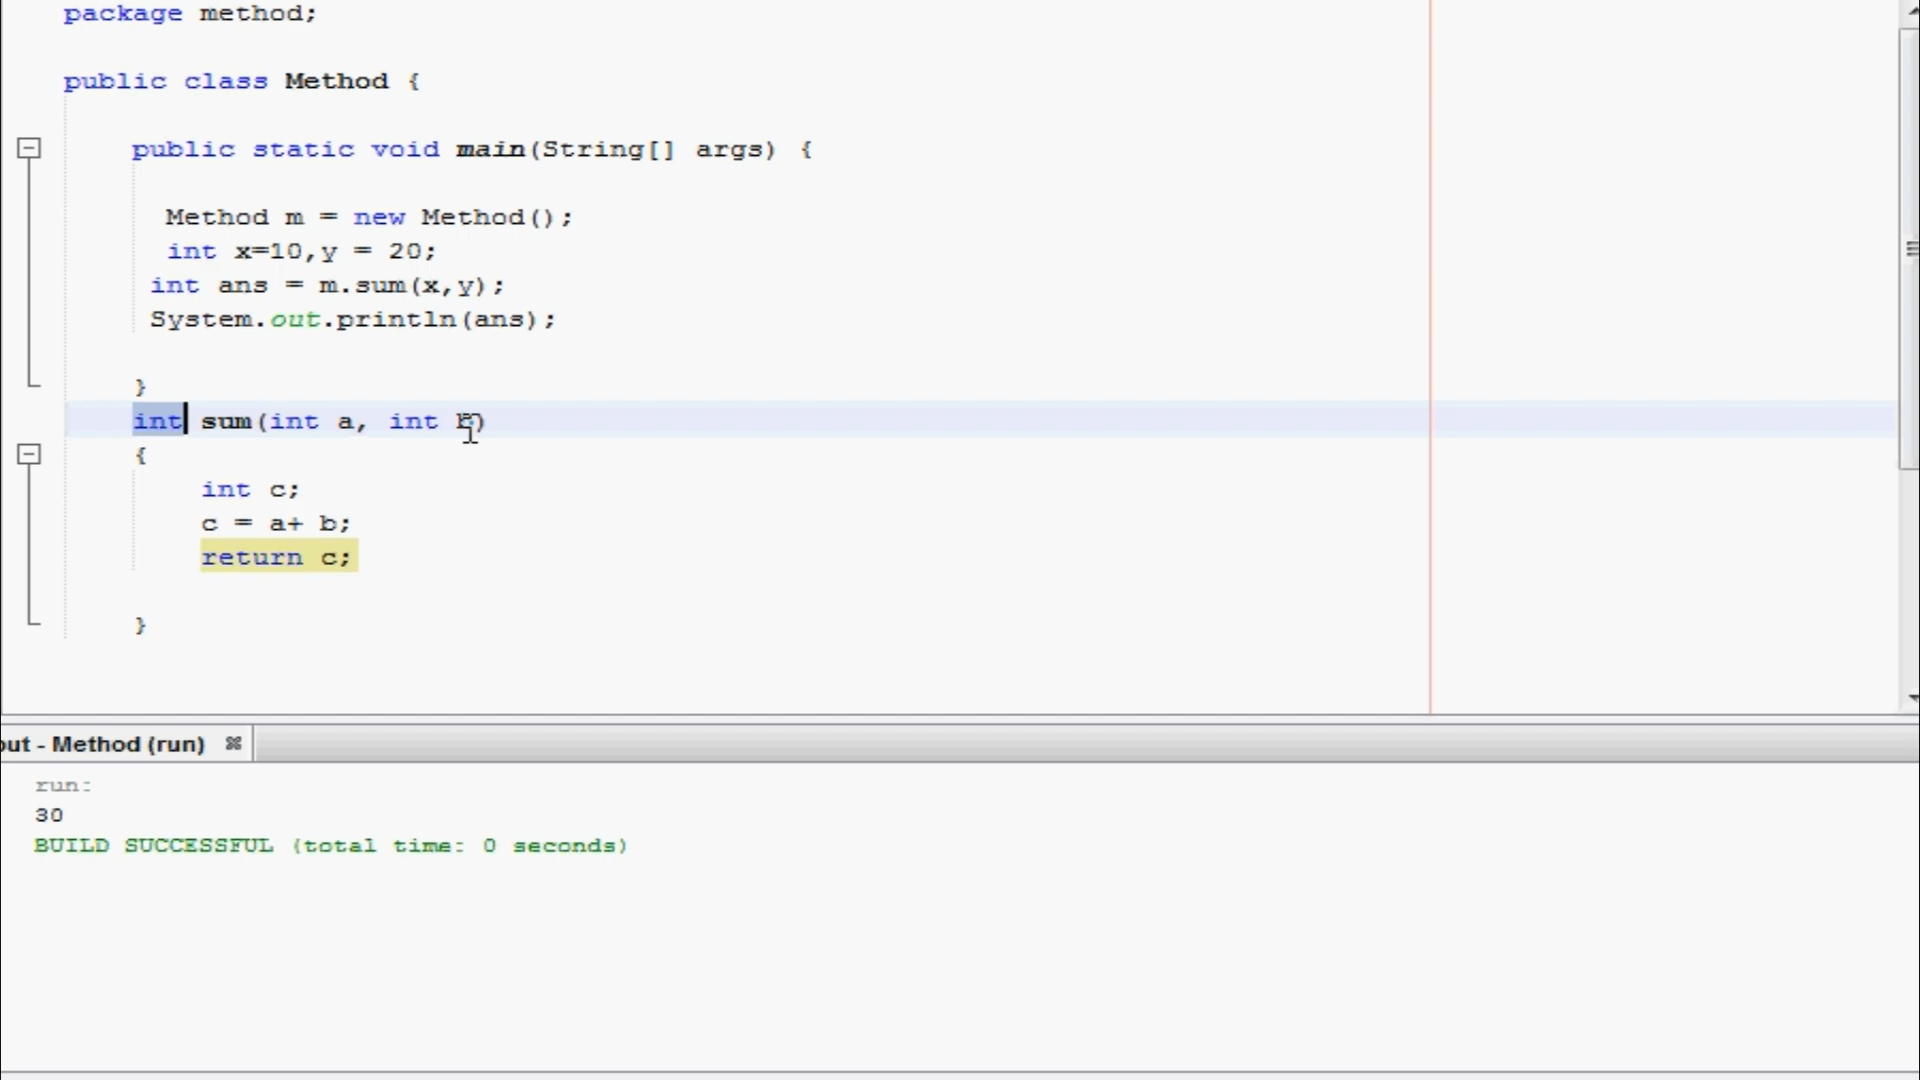 package method;
public class Method {
public static void main(String[] args) {
Method m = new Method();
int x=10,y = 20;
int ans = m.sum(x,y);
System.out.println(ans);
}
int sum(int a, int b)
{
int c;
c = a+ b;
return c;
}
out - Method (run)
run:
30
BUILD SUCCESSFUL (total time: 0 seconds)